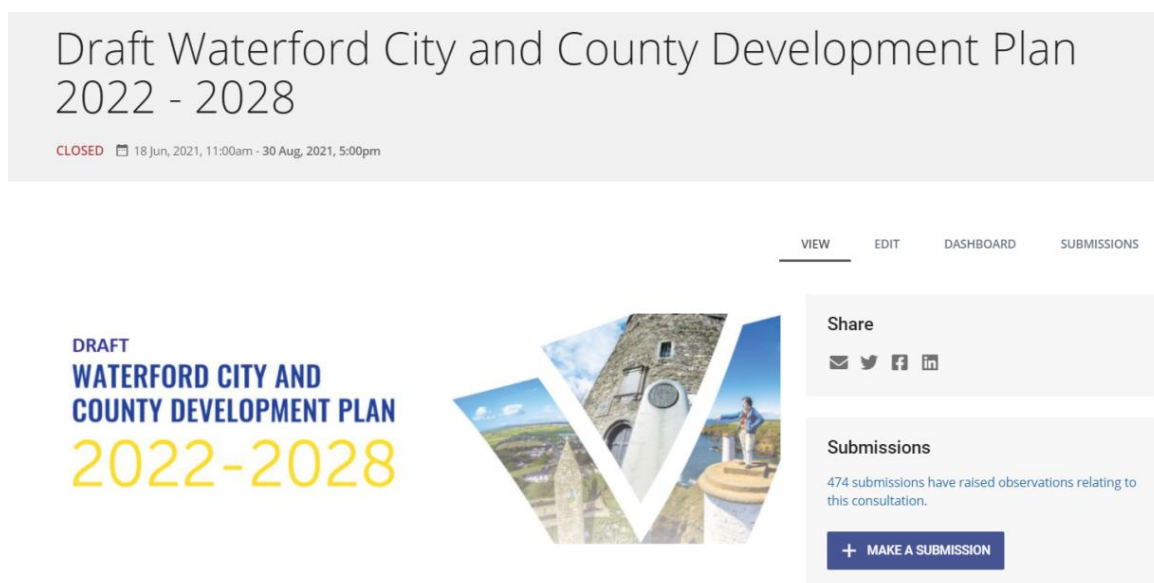 Draft Waterford City and County Development Plan
2022 - 2028
CLOSED 18 Jun, 2021, 11:00am - 30 Aug, 2021, 5:00pm
VIEW EDIT DASHBOARD SUBMISSIONS
DRAFT
WATERFORD CITY AND
COUNTY DEVELOPMENT PLAN
2022-2028
Share
Submissions
474 submissions have raised observations relating to
this consultation.
+ MAKE A SUBMISSION